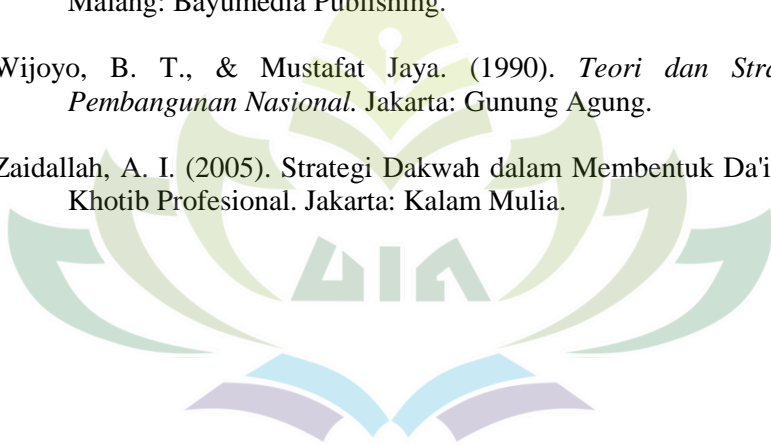 Malang: Bayumedia Publishing.
Wijoyo, B. T., & Mustafat Jaya. (1990). Teori dan
Pembangunan Nasional. Jakarta: Gunung Agung.
Zaidallah, A. I. (2005). Strategi Dakwah dalam Membentuk Da'i
Khotib Profesional. Jakarta: Kalam Mulia.
UIN